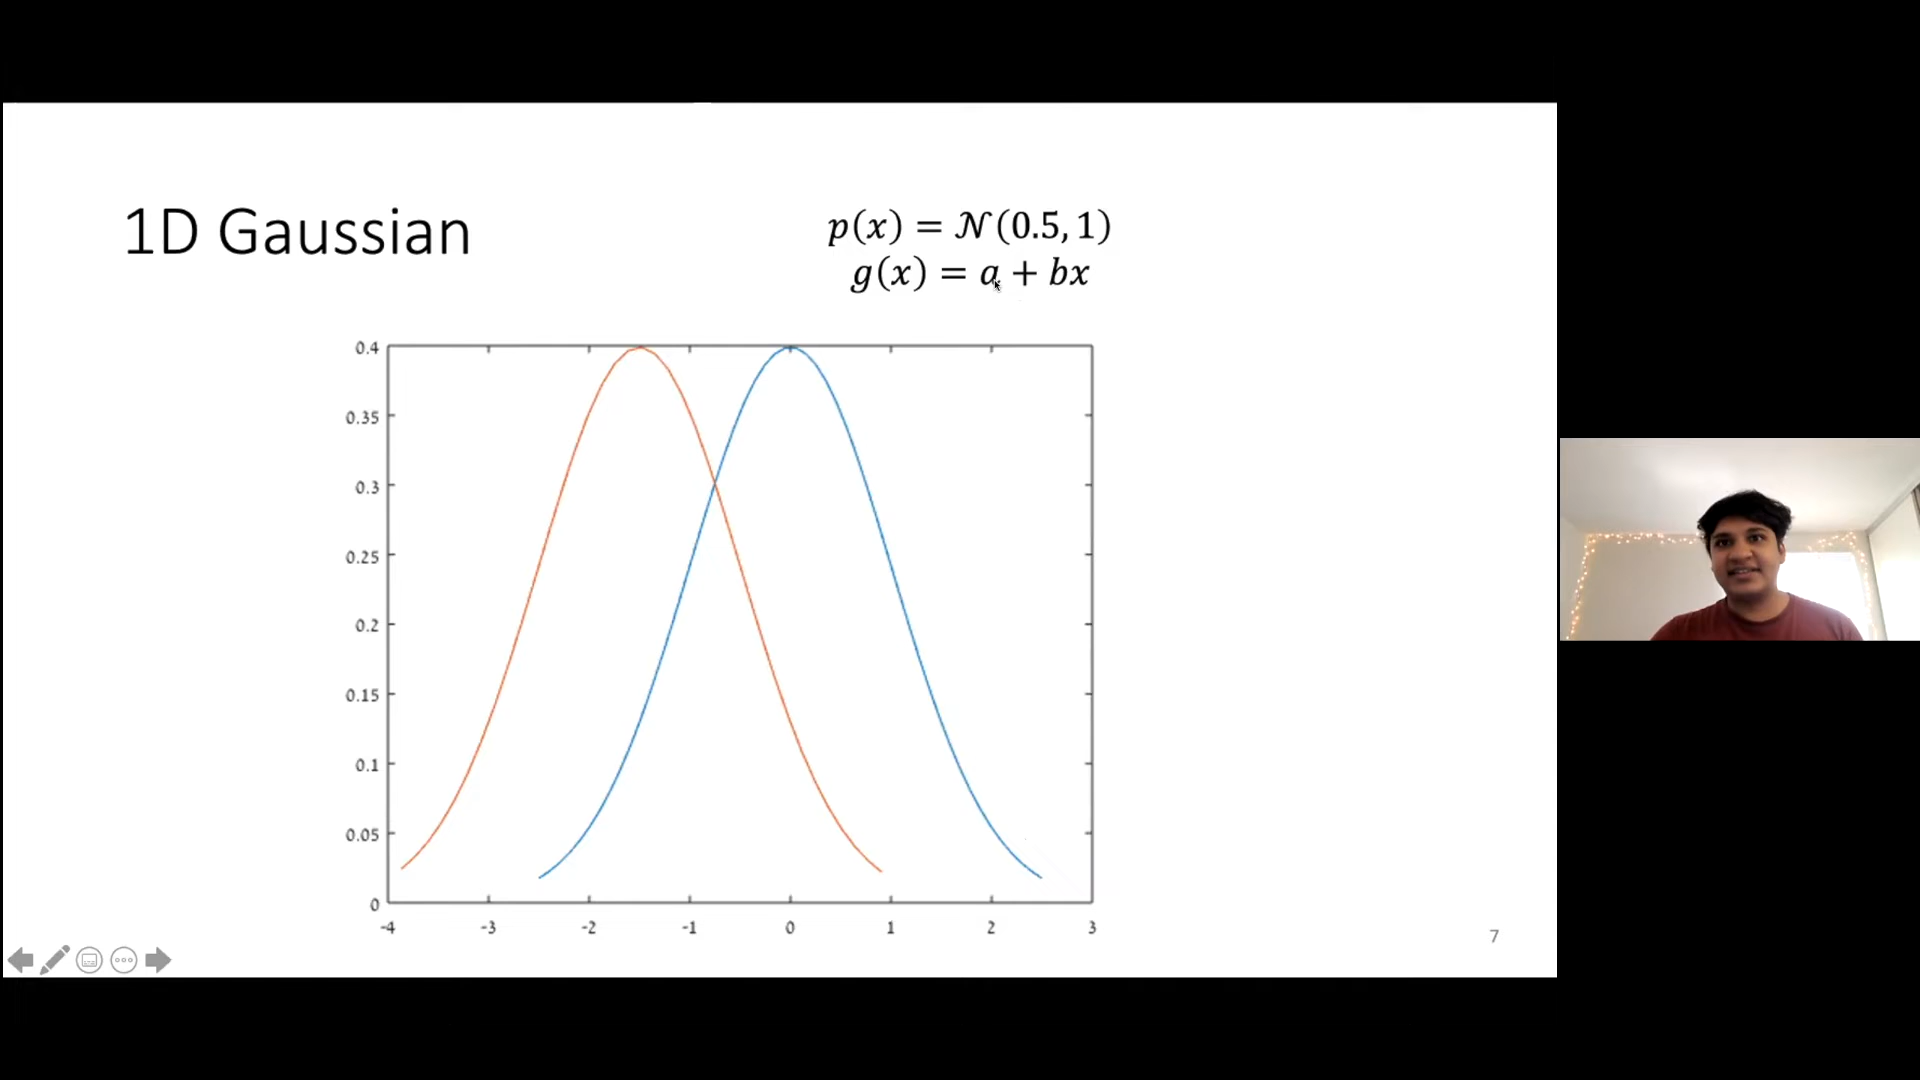 1D Gaussian
𝑝(𝑥) = 𝒩(0.5, 1)
𝑔(𝑥) = 𝑎 + 𝑏𝑥
0.4
0.35
0.3
0.25
0.2
0.15
0.1
0.05
0
-4 -3 -2 -1 0 1 2 3
7